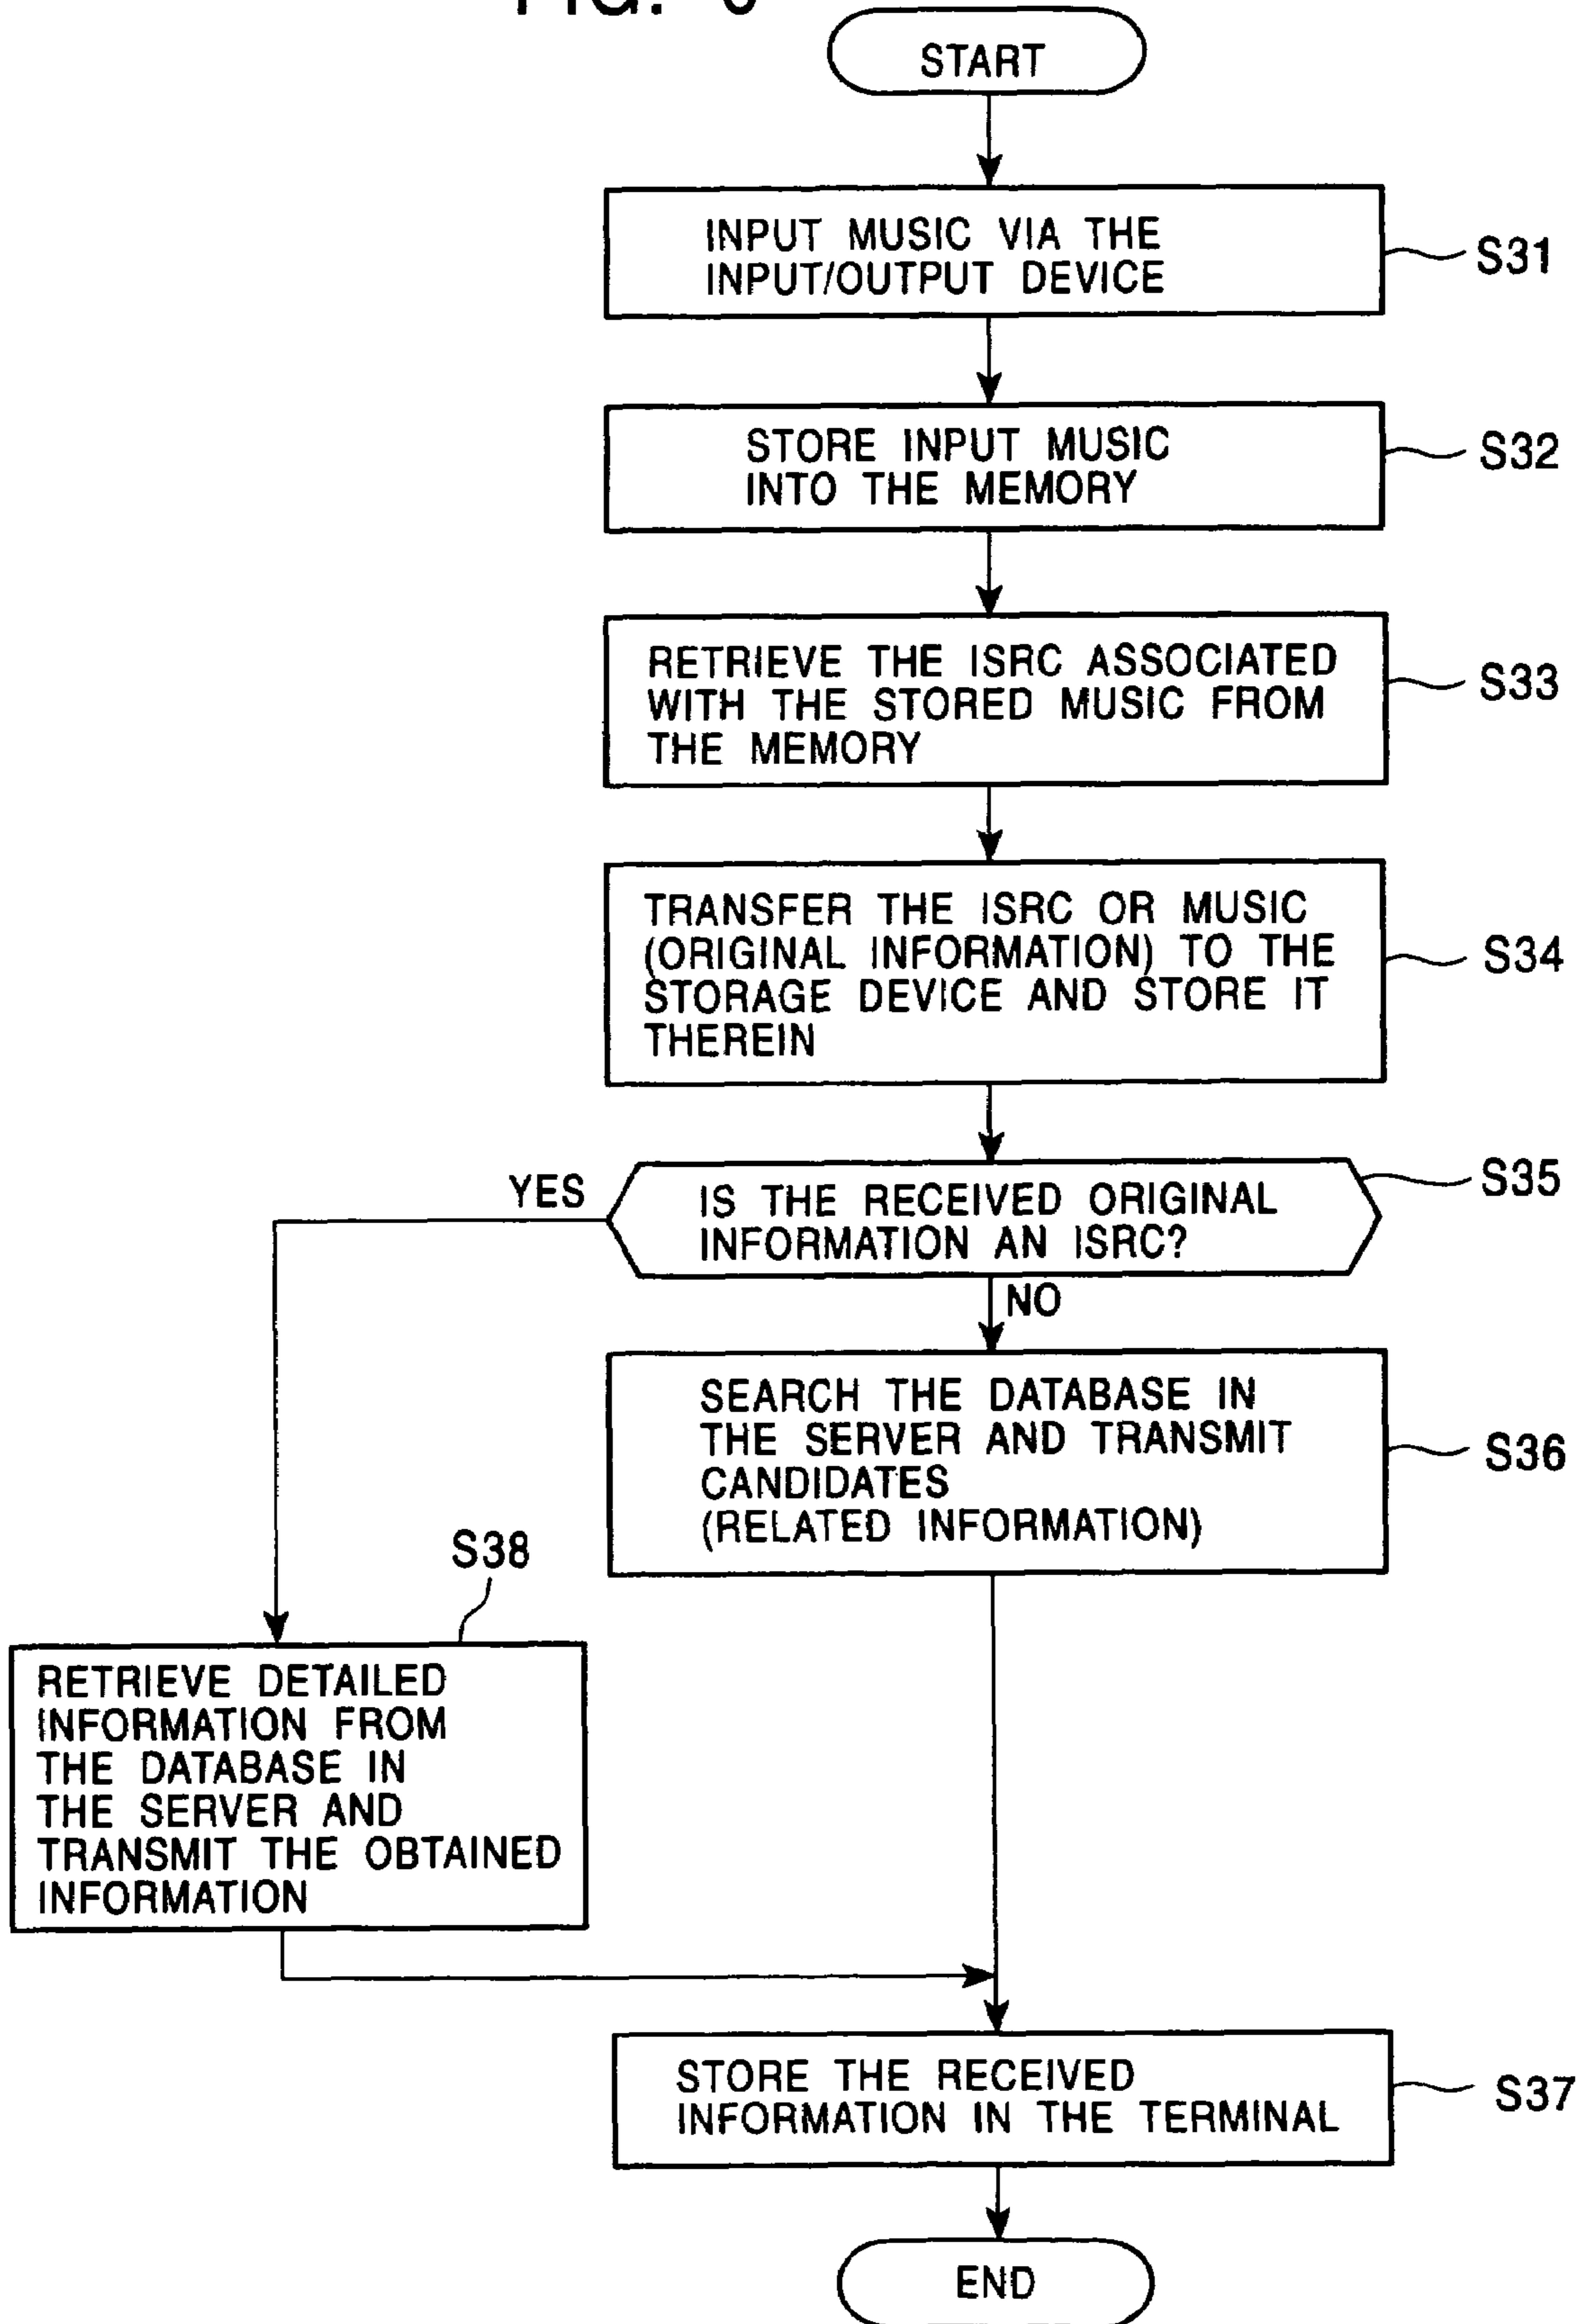 FIG.
START
INPUT MUSIC VIA THE
INPUT/OUTPUT DEVICE
S31
STORE INPUT MUSIC
INTO THE MEMORY
S32
RETRIEVE THE ISRC ASSOCIATED
WITH THE STORED MUSIC FROM
THE MEMORY
S33
TRANSFER THE ISRC OR MUSIC
(ORIGINAL INFORMATION) TO THE
STORAGE DEVICE AND STORE IT
THEREIN
S34
YES
IS THE RECEIVED ORIGINAL
INFORMATION AN ISRC?
S35
NO
SEARCH THE DATABASE IN
THE SERVER AND TRANSMIT
CANDIDATES
(RELATED INFORMATION)
S36
S38
RETRIEVE DETAILED
INFORMATION FROM
THE DATABASE IN
THE SERVER AND
TRANSMIT THE OBTAINED
INFORMATION
STORE THE RECEIVED
INFORMATION IN THE TERMINAL
S37
END